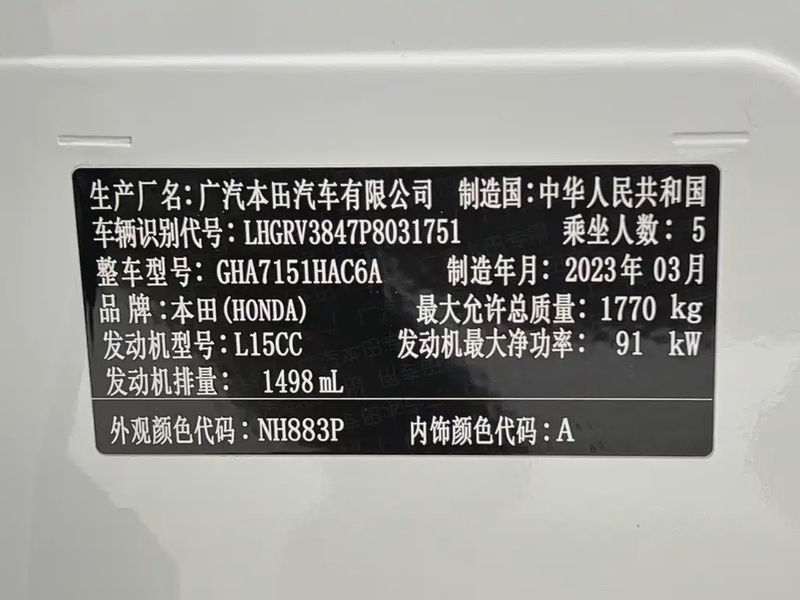 生产厂名:广汽本田汽车有限公司 制造国:中华人民共和国
车辆识别代号:LHGRV3847P8031751 乘坐人数:5
整车型号:GHA7151HAC6A 制造年月:2023年 03月
品牌:本田(HONDA) 最大允许总质量:1770 kg
发动机型号:L15CC 发动机最大净功率:91 kW
发动机排量:1498 mL
外观颜色代码:NH883P 内饰颜色代码:A